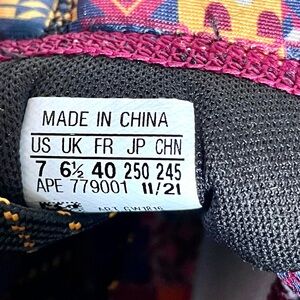 MADE IN CHINA
US UK FR JP CHN
7 6½ 40 250 245
APE 779001 11/21